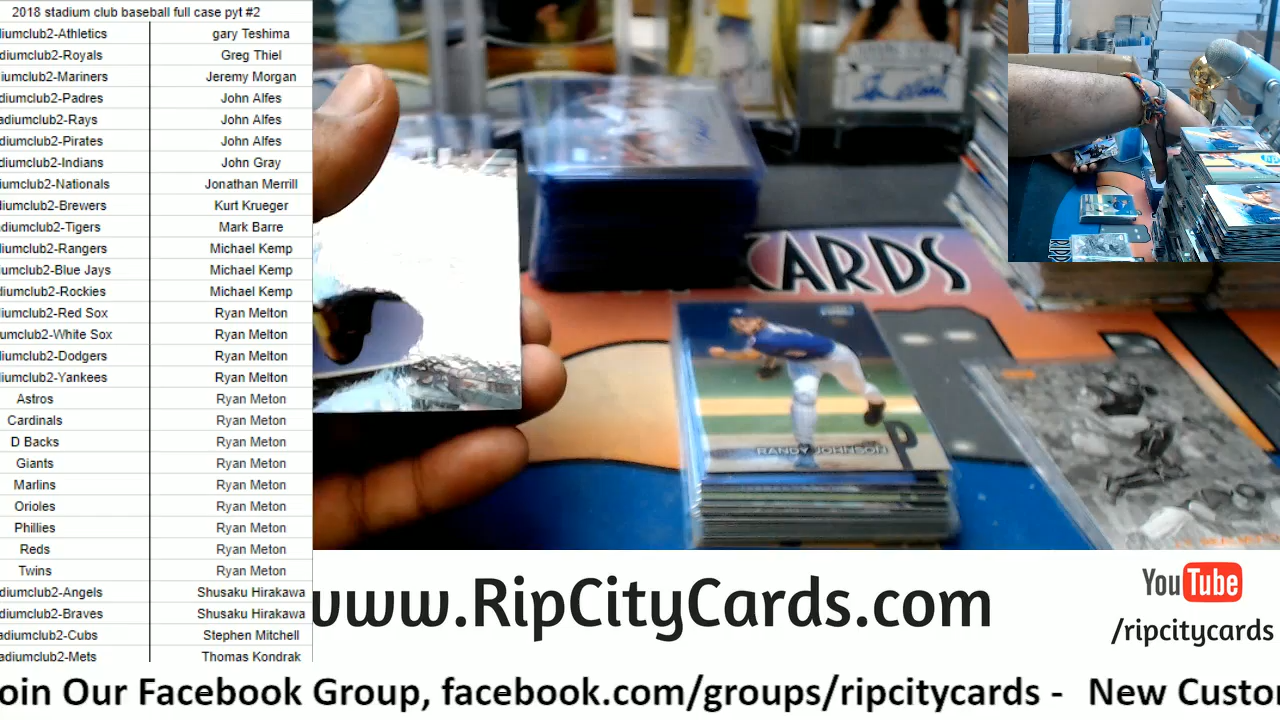 2018 stadium club baseball full case pyt #2
diumclub2-Athletics gary Teshima
diumclub2-Royals Greg Thiel
diumclub2-Mariners Jeremy Morgan
diumclub2-Padres John Alfes
adiumclub2-Rays John Alfes
diumclub2-Pirates John Alfes
diumclub2-Indians John Gray
iumclub2-Nationals Jonathan Merrill
diumclub2-Brewers Kurt Krueger
diumclub2-Tigers Mark Barre
diumclub2-Rangers Michael Kemp
diumclub2-Blue Jays Michael Kemp
diumclub2-Rockies Michael Kemp
diumclub2-Red Sox Ryan Melton
umclub2-White Sox Ryan Melton
diumclub2-Dodgers Ryan Melton
diumclub2-Yankees Ryan Melton
Astros Ryan Meton
Cardinals Ryan Meton
D Backs Ryan Meton
Giants Ryan Meton
Marlins Ryan Meton
Orioles Ryan Meton
Phillies Ryan Meton
Reds Ryan Meton
Twins Ryan Meton
diumclub2-Angels Shusaku Hirakawa
diumclub2-Braves Shusaku Hirakawa
adiumclub2-Cubs Stephen Mitchell
adiumclub2-Mets Thomas Kondrak
CARDS
RANDY JOHNSON P
www.RipCityCards.com
YouTube
/ripcitycards
oin Our Facebook Group, facebook.com/groups/ripcitycards - New Custor